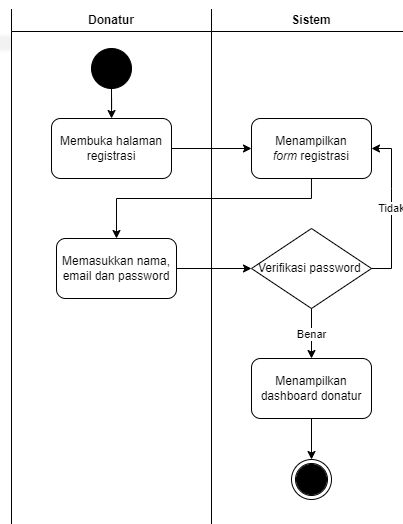 Donatur
Sistem
Membuka halaman
registrasi
Menampilkan
form registrasi
Tidak
Memasukkan nama,
email dan password
Verifikasi password
Benar
Menampilkan
dashboard donatur